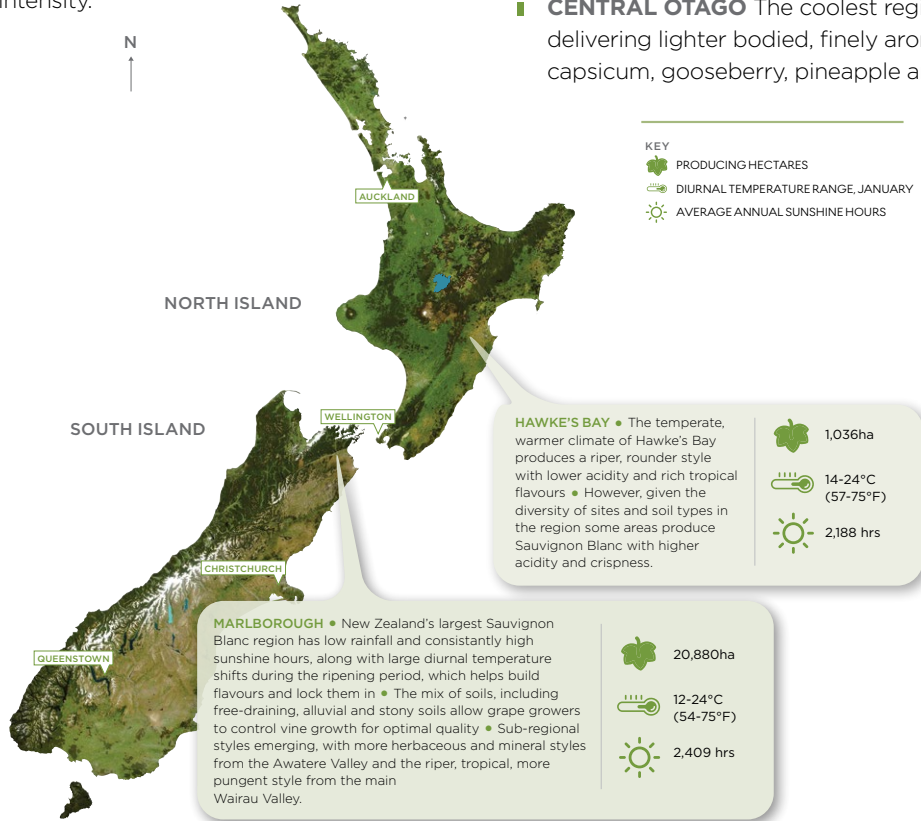 intensity.
CENTRAL OTAGO The coolest reg
delivering lighter bodied, finely aro
capsicum, gooseberry, pineapple a
N
KEY
PRODUCING HECTARES
DIURNAL TEMPERATURE RANGE, JANUARY
AVERAGE ANNUAL SUNSHINE HOURS
AUCKLAND
NORTH ISLAND
SOUTH ISLAND
WELLINGTON
HAWKE'S BAY • The temperate,
warmer climate of Hawke's Bay
produces a riper, rounder style
with lower acidity and rich tropical
flavours • However, given the
diversity of sites and soil types in
the region some areas produce
Sauvignon Blanc with higher
acidity and crispness.
1,036ha
14-24°C
(57-75°F)
2,188 hrs
CHRISTCHURCH
QUEENSTOWN
MARLBOROUGH • New Zealand's largest Sauvignon
Blanc region has low rainfall and consistantly high
sunshine hours, along with large diurnal temperature
shifts during the ripening period, which helps build
flavours and lock them in • The mix of soils, including
free-draining, alluvial and stony soils allow grape growers
to control vine growth for optimal quality • Sub-regional
styles emerging, with more herbaceous and mineral styles
from the Awatere Valley and the riper, tropical, more
pungent style from the main
Wairau Valley.
20,880ha
12-24°C
(54-75°F)
2,409 hrs